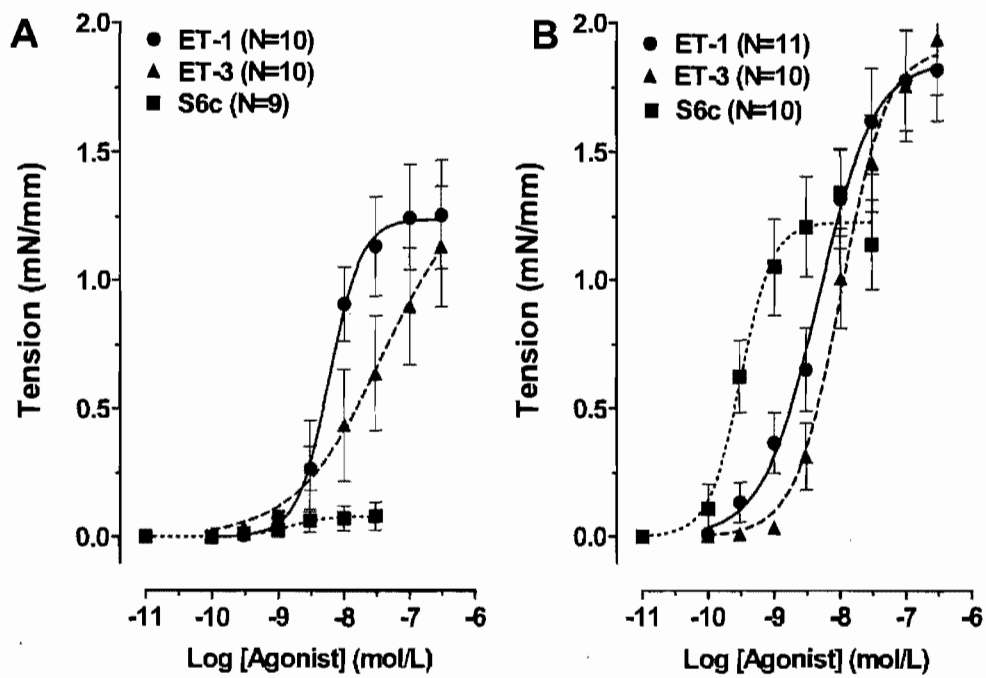 A
ET-1 (N=10)
ET-3 (N=10)
S6c (N=9)
Tension (mN/mm)
2.0
1.5
1.0
0.5
0.0
-11 -10 -9 -8 -7 -6
Log [Agonist] (mol/L)
B
ET-1 (N=11)
ET-3 (N=10)
S6c (N=10)
Tension (mN/mm)
2.0
1.5
1.0
0.5
0.0
-11 -10 -9 -8 -7 -6
Log [Agonist] (mol/L)